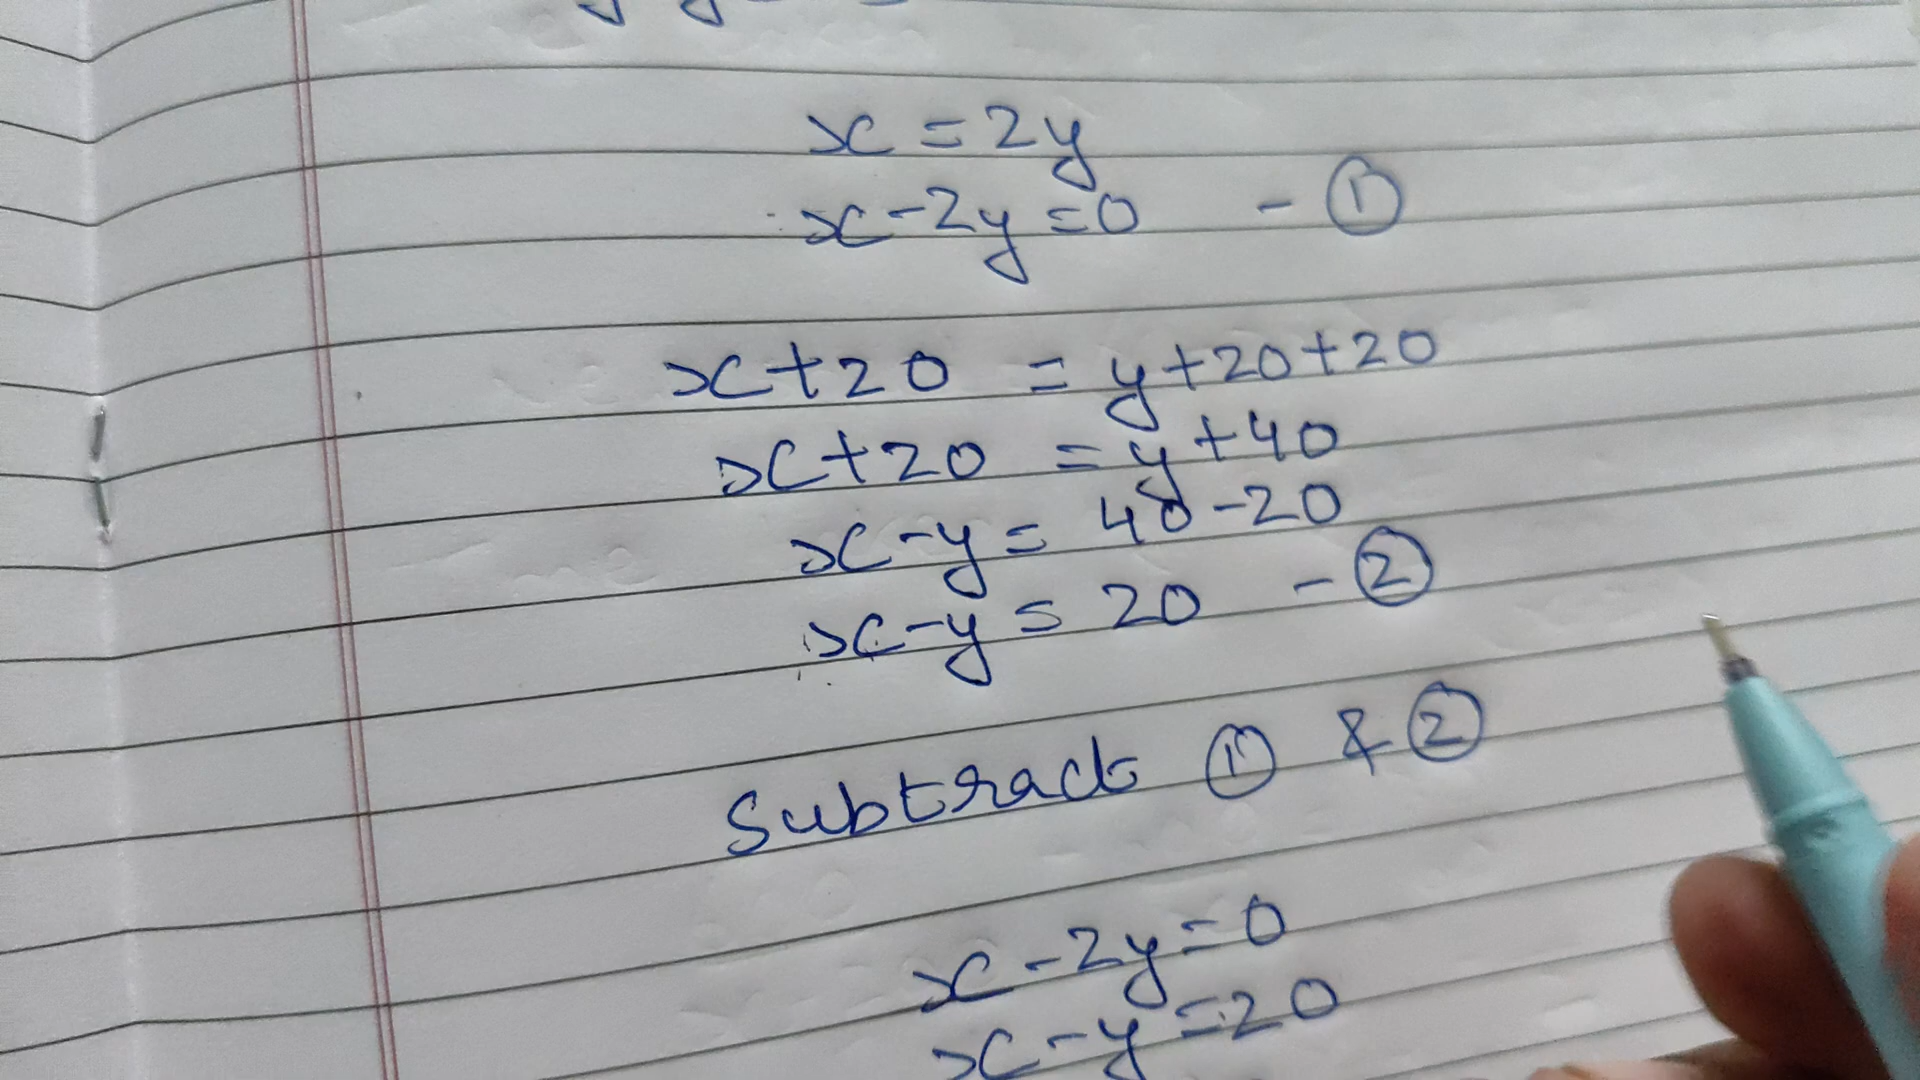 x = 2y
x - 2y = 0 - ①
x + 20 = y + 20 + 20
x + 20 = y + 40
x - y = 40 - 20
x - y = 20 - ②
Subtract ① & ②
x - 2y = 0
x - y = 20